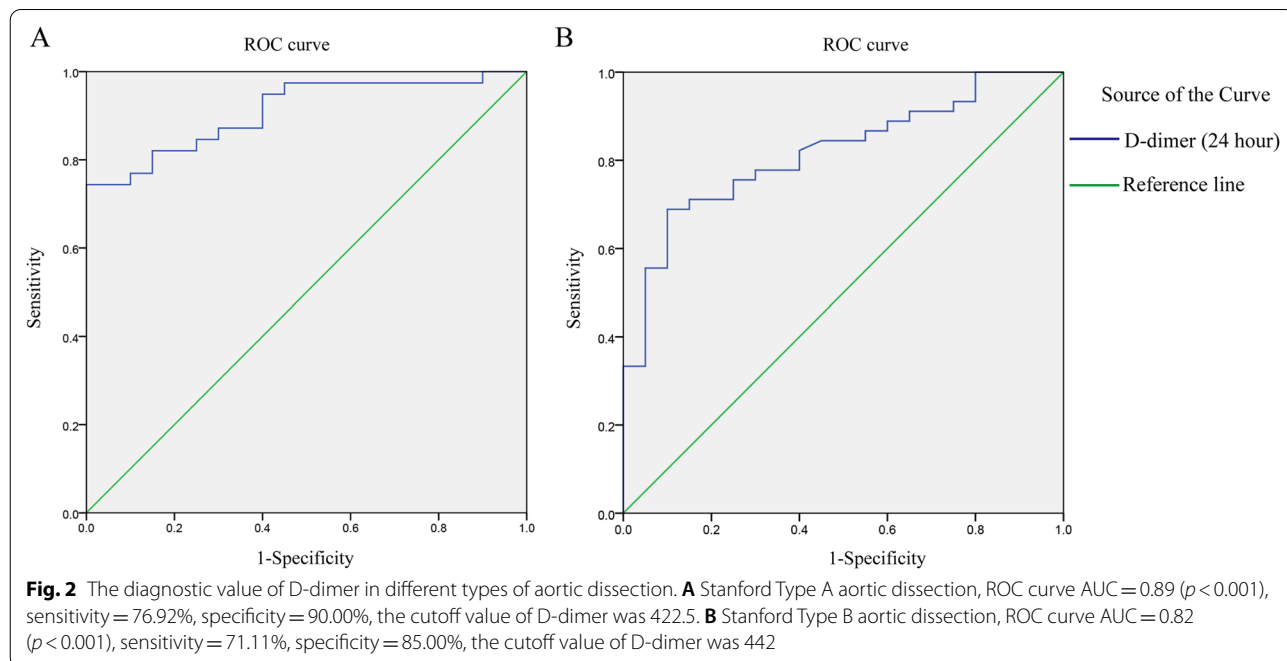 A
ROC curve
1.0
0.8
0.6
0.4
0.2
0.0
Sensitivity
0.0 0.2 0.4 0.6 0.8 1.0
1-Specificity
B
ROC curve
1.0
0.8
0.6
0.4
0.2
0.0
Sensitivity
0.0 0.2 0.4 0.6 0.8 1.0
1-Specificity
Source of the Curve
D-dimer (24 hour)
Reference line
Fig. 2 The diagnostic value of D-dimer in different types of aortic dissection. A Stanford Type A aortic dissection, ROC curve AUC = 0.89 (p < 0.001),
sensitivity = 76.92%, specificity = 90.00%, the cutoff value of D-dimer was 422.5. B Stanford Type B aortic dissection, ROC curve AUC = 0.82
(p < 0.001), sensitivity = 71.11%, specificity = 85.00%, the cutoff value of D-dimer was 442